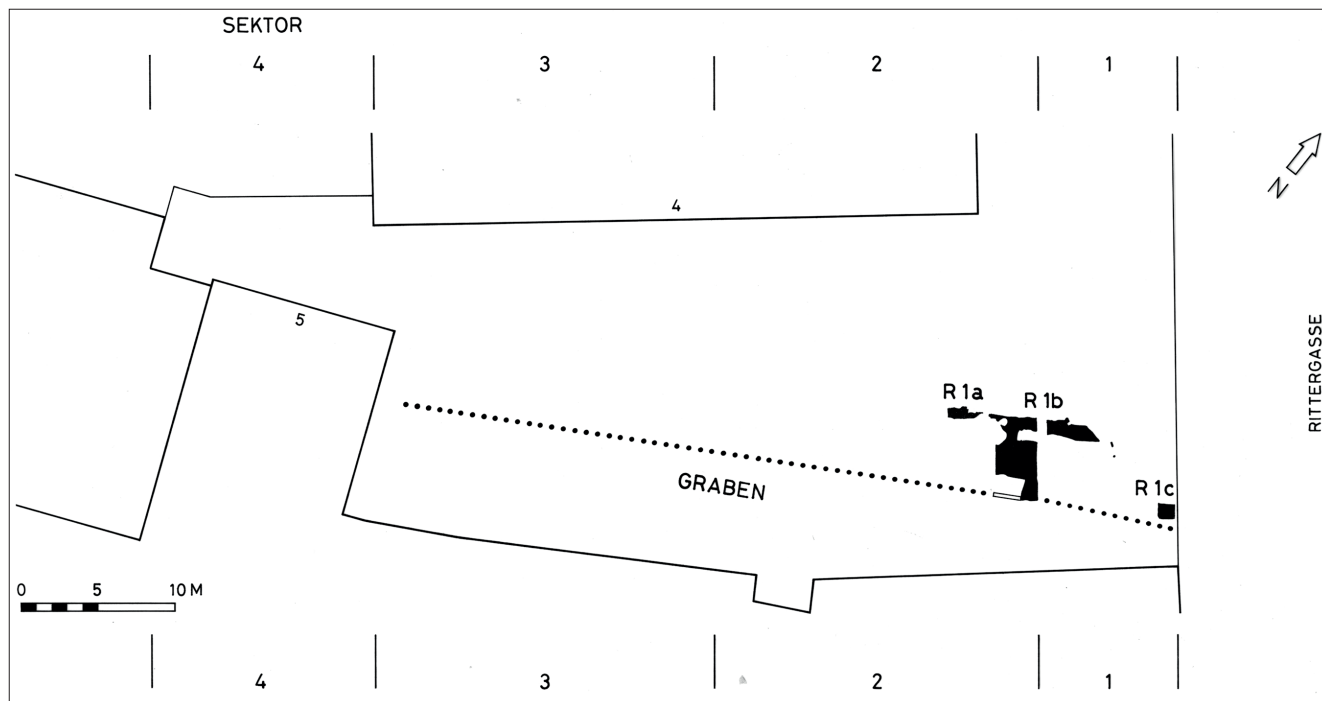 SEKTOR
4 3 2 1
N
4
5
RITTERGASSE
R 1a R 1b
GRABEN
R 1c
0 5 10 M
4 3 2 1